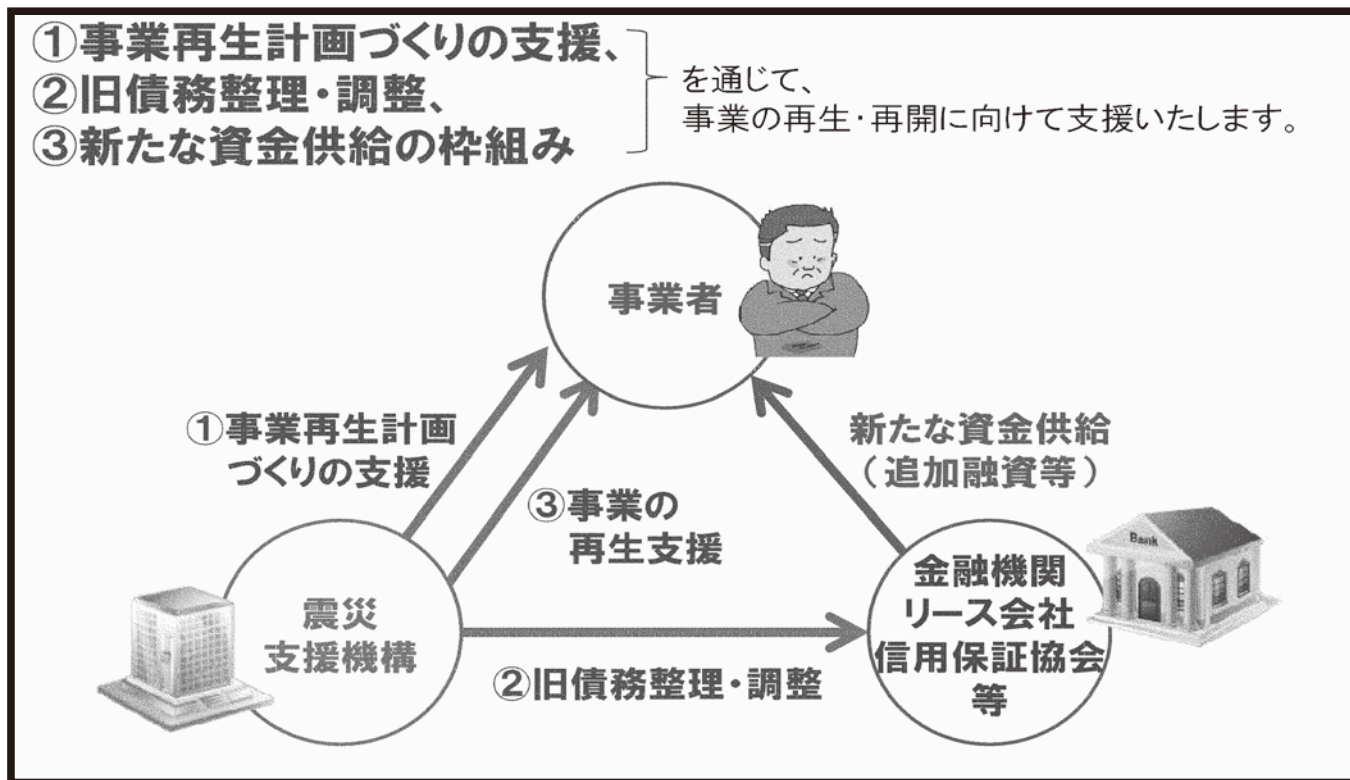 ①事業再生計画づくりの支援、
②旧債務整理・調整、
③新たな資金供給の枠組み
を通じて、
事業の再生・再開に向けて支援いたします。
事業者
①事業再生計画
づくりの支援
新たな資金供給
（追加融資等）
③事業の
再生支援
震災
支援機構
②旧債務整理・調整
Bank
金融機関
リース会社
信用保証協会
等